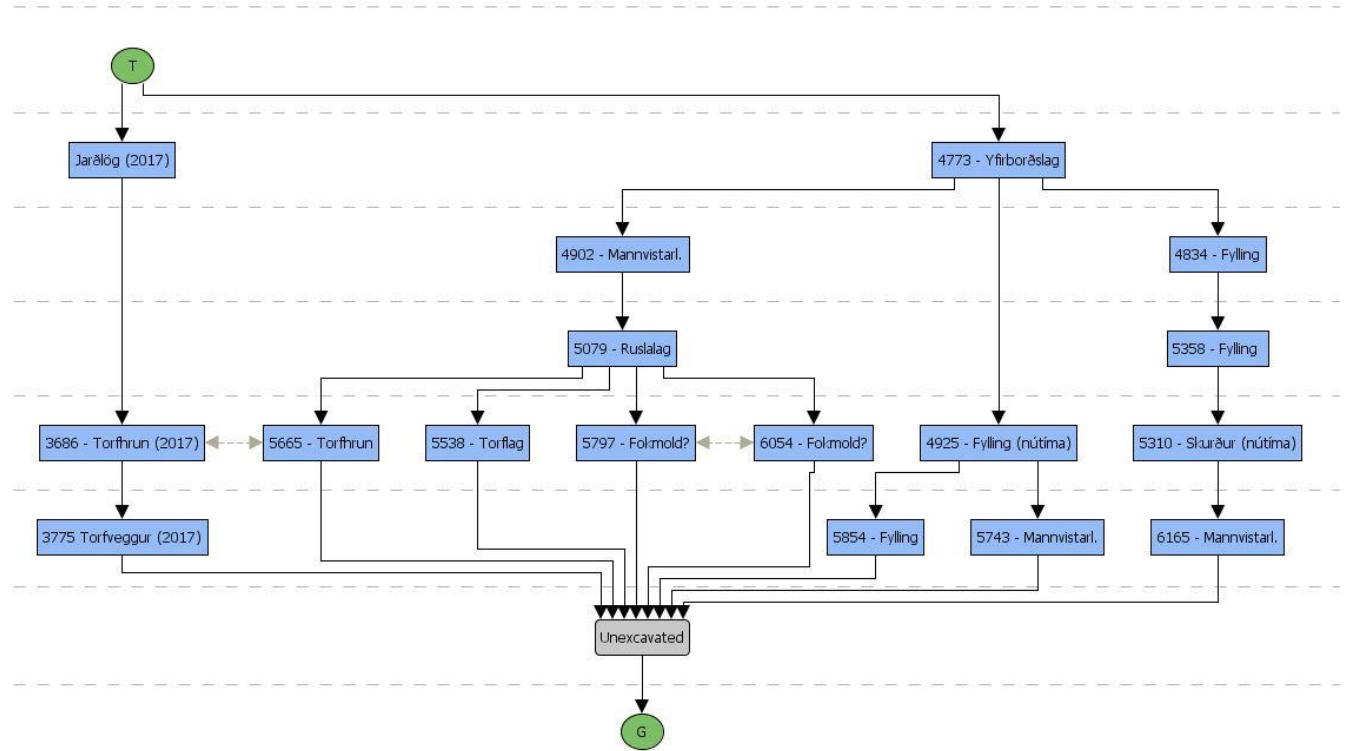 T
Jarðlög (2017)
4773 - Yfirborðslag
4902 - Mannvistarl.
4834 - Fylling
5079 - Ruslalag
5358 - Fylling
3686 - Torfhrun (2017)
5665 - Torfhrun
5538 - Torflag
5797 - Fokmold?
6054 - Fokmold?
4925 - Fylling (nútíma)
5310 - Skurður (nútíma)
3775 Torfveggur (2017)
5854 - Fylling
5743 - Mannvistarl.
6165 - Mannvistarl.
Unexcavated
G